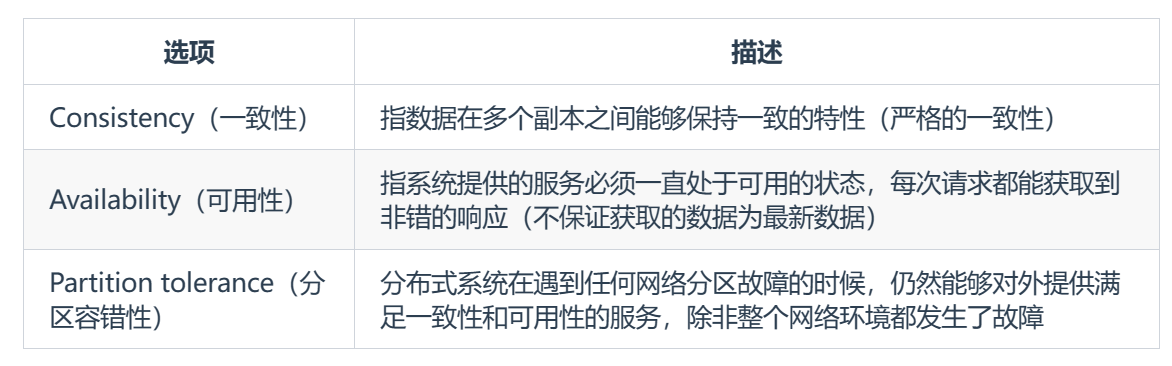 选项
描述
Consistency（一致性）
指数据在多个副本之间能够保持一致的特性（严格的一致性）
Availability（可用性）
指系统提供的服务必须一直处于可用的状态，每次请求都能获取到
非错的响应（不保证获取的数据为最新数据）
Partition tolerance（分
区容错性）
分布式系统在遇到任何网络分区故障的时候，仍然能够对外提供满
足一致性和可用性的服务，除非整个网络环境都发生了故障